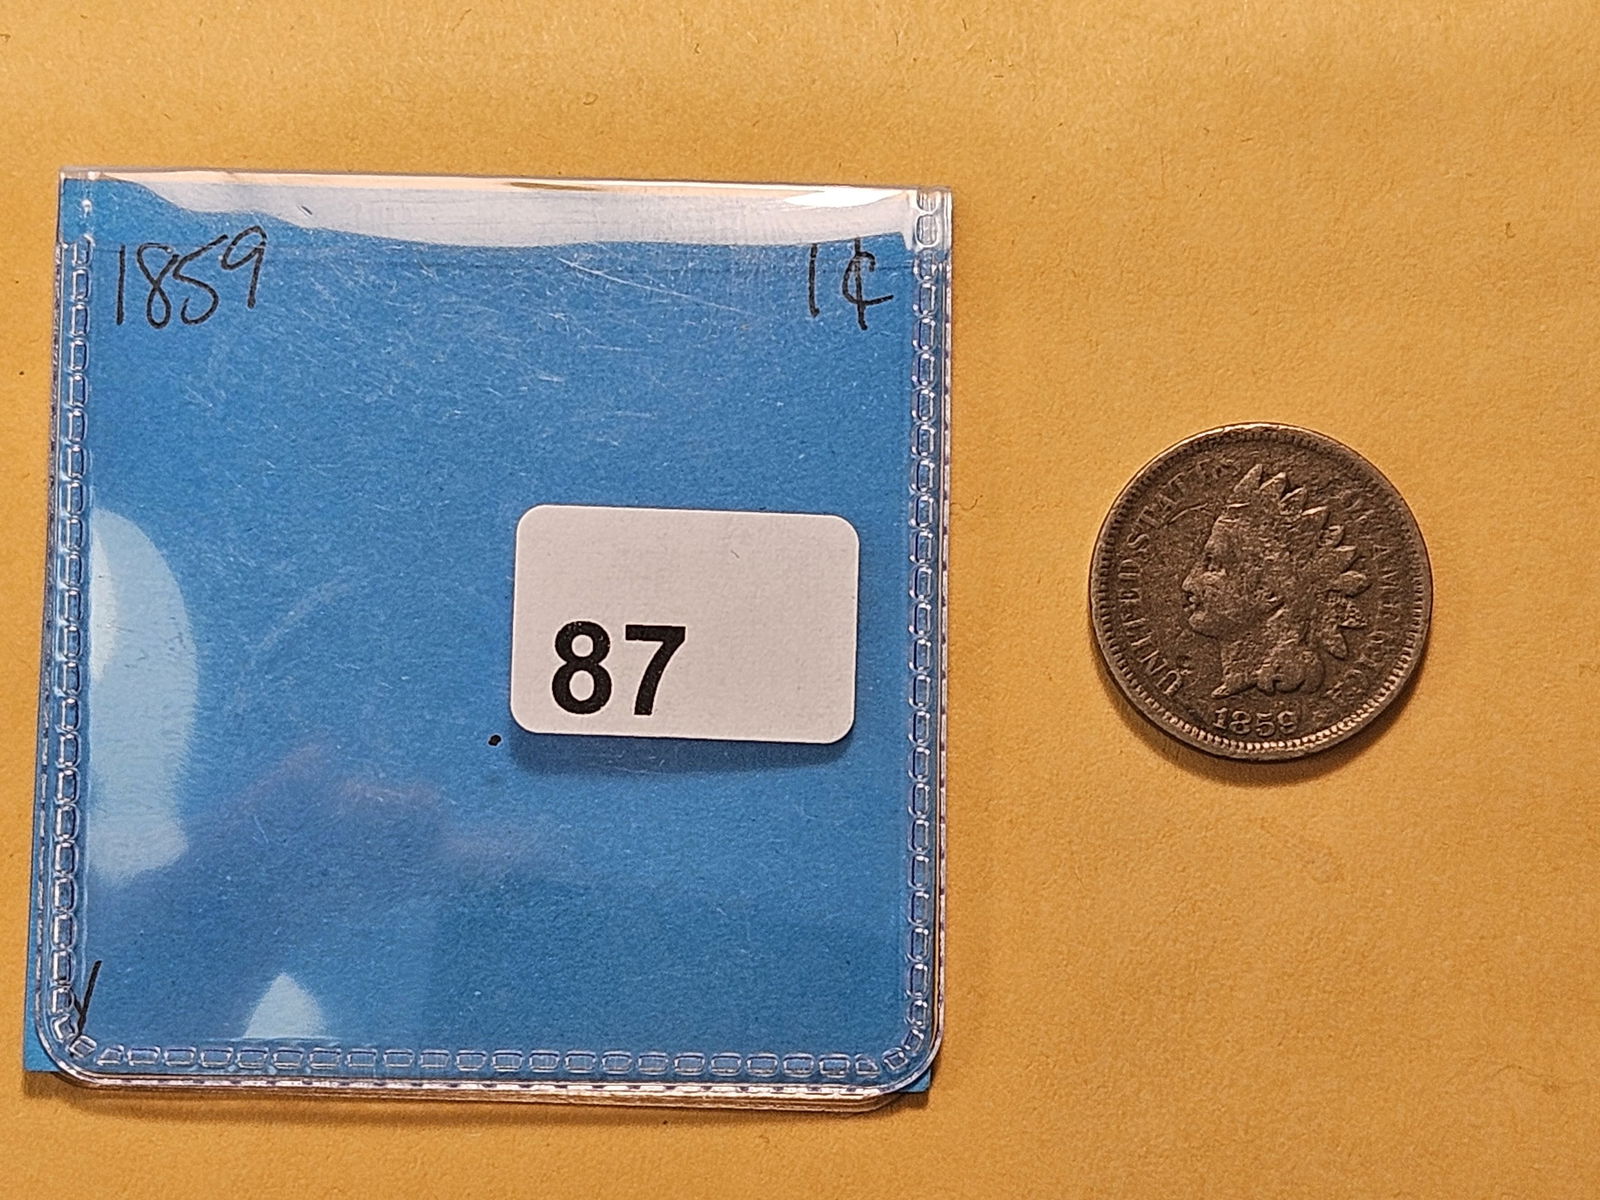 1859 1¢
87
UNITED STATES OF AMERICA
1859